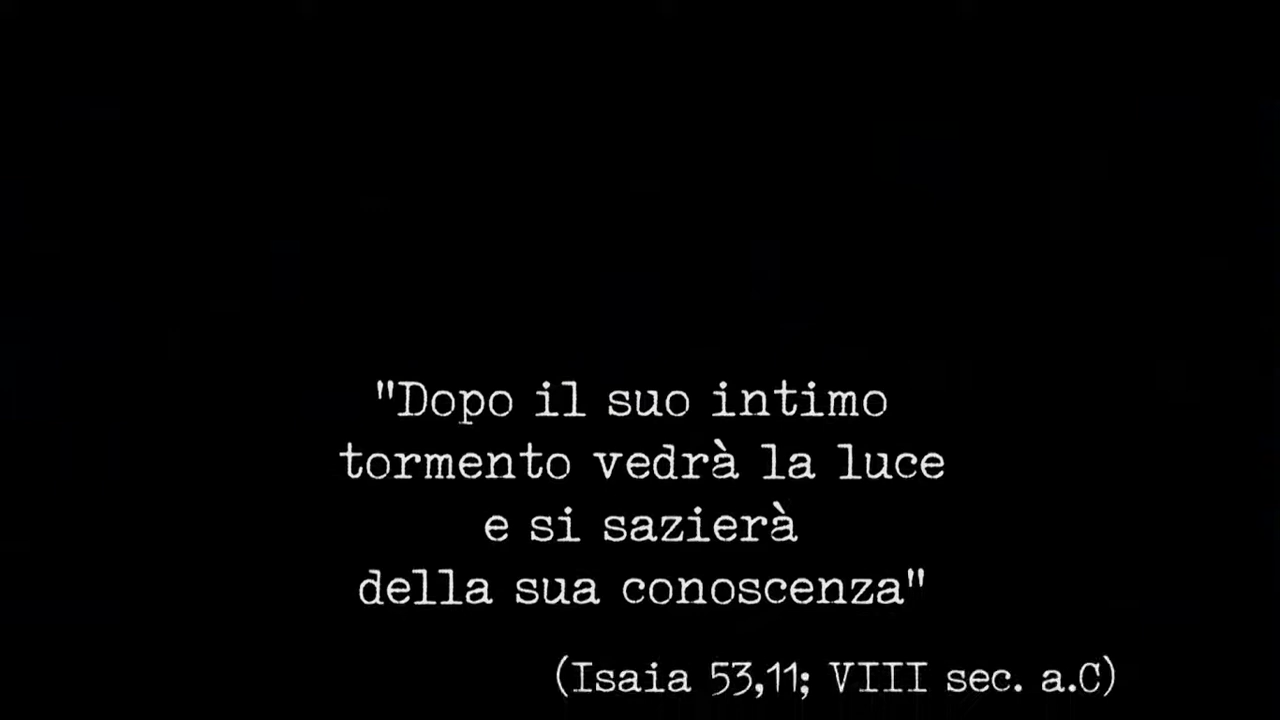 "Dopo il suo intimo
tormento vedrà la luce
e si sazierà
della sua conoscenza"
(Isaia 53,11; VIII sec. a.C)